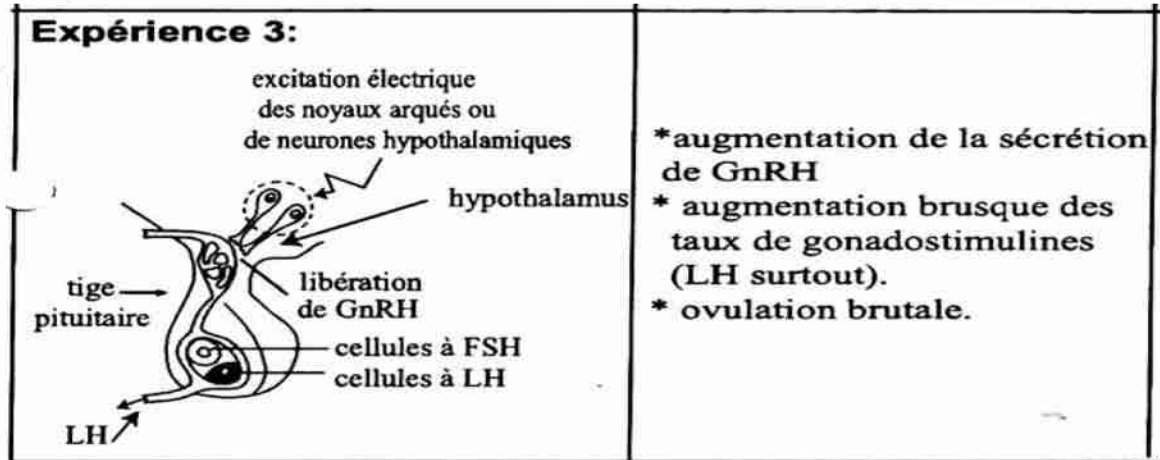 Expérience 3:
excitation électrique
des noyaux arqués ou
de neurones hypothalamiques
hypothalamus
tige
pituitaire
libération
de GnRH
cellules à FSH
cellules à LH
LH
*augmentation de la sécrétion
de GnRH
* augmentation brusque des
taux de gonadostimulines
(LH surtout).
* ovulation brutale.